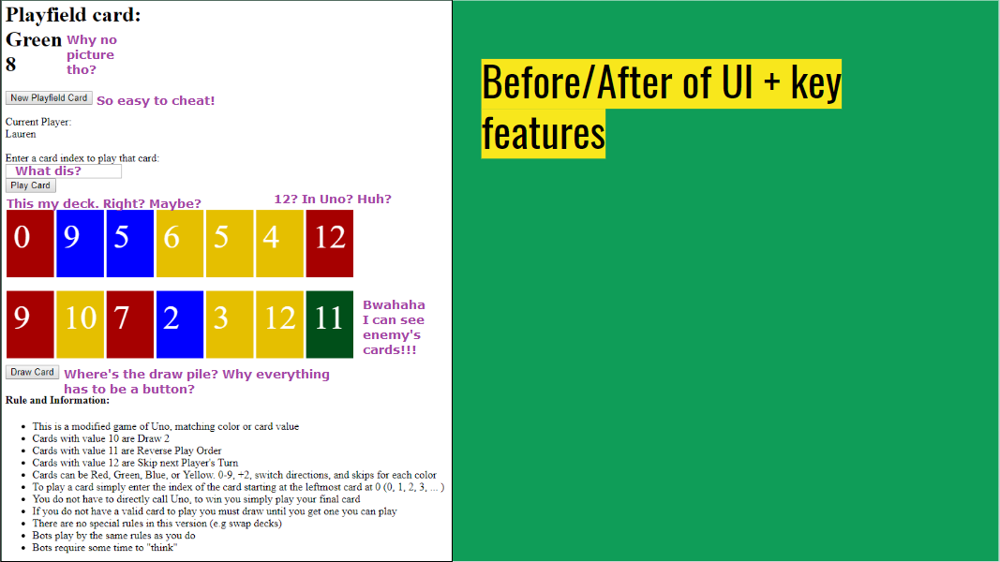 Playfield card:
Green
8
Why no
picture
tho?
New Playfield Card
So easy to cheat!
Current Player:
Lauren
Enter a card index to play that card:
What dis?
Play Card
This my deck. Right? Maybe?
12? In Uno? Huh?
0 9 5 6 5 4 12
9 10 7 2 3 12 11
Bwahaha
I can see
enemy's
cards!!!
Draw Card
Where's the draw pile? Why everything
has to be a button?
Rule and Information:
• This is a modified game of Uno, matching color or card value
• Cards with value 10 are Draw 2
• Cards with value 11 are Reverse Play Order
• Cards with value 12 are Skip next Player's Turn
• Cards can be Red, Green, Blue, or Yellow. 0-9, +2, switch directions, and skips for each color
• To play a card simply enter the index of the card starting at the leftmost card at 0 (0, 1, 2, 3, ... )
• You do not have to directly call Uno, to win you simply play your final card
• If you do not have a valid card to play you must draw until you get one you can play
• There are no special rules in this version (e.g swap decks)
• Bots play by the same rules as you do
• Bots require some time to "think"
Before/After of UI + key
features